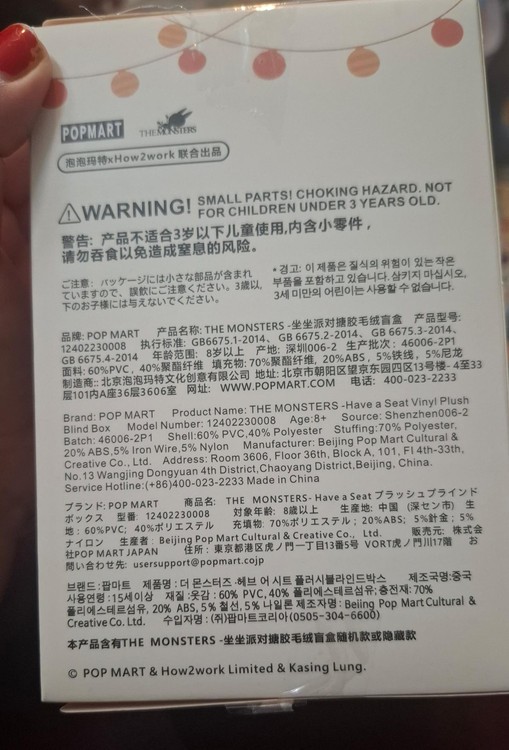 POPMART
THE MONSTERS
泡泡玛特xHow2work 联合出品
WARNING! SMALL PARTS! CHOKING HAZARD. NOT
FOR CHILDREN UNDER 3 YEARS OLD.
警告: 产品不适合3岁以下儿童使用,内含小零件，
请勿吞食以免造成窒息的风险。
ご注意：パッケージには小さな部品が含まれ
ていますので、誤飲にご注意ください。3歳以
下のお子様には与えないでください。
*경고: 이 제품은 질식의 위험이 있는 작은
부품을 포함하고 있습니다. 삼키지 마십시오,
3세 미만의 어린이는 사용할 수 없습니다.
品牌: POP MART 产品名称: THE MONSTERS -坐坐派对搪胶毛绒盲盒 产品型号:
12402230008 执行标准: GB6675.1-2014、GB 6675.2-2014、GB 6675.3-2014、
GB 6675.4-2014 年龄范围: 8岁以上 产地: 深圳006-2 生产批次: 46006-2P1
面料: 60%PVC, 40%聚酯纤维 填充物: 70%聚酯纤维, 20%ABS, 5%铁线, 5%尼龙
制造商: 北京泡泡玛特文化创意有限公司 地址: 北京市朝阳区望京东园四区13号楼- 4至33
层101内A座36层3606室 网址: WWW.POPMART.COM 电话: 400-023-2233
Brand: POP MART Product Name: THE MONSTERS -Have a Seat Vinyl Plush
Blind Box Model Number: 12402230008 Age:8+ Source: Shenzhen006-2
Batch: 46006-2P1 Shell:60% PVC,40% Polyester Stuffing:70% Polyester,
20% ABS,5% Iron Wire,5% Nylon Manufacturer: Beijing Pop Mart Cultural &
Creative Co., Ltd. Address: Room 3606, Floor 36th, Block A, 101, Fl 4th-33th,
No.13 Wangjing Dongyuan 4th District,Chaoyang District,Beijing, China.
Service Hotline:(+86)400-023-2233 Made in China
ブランド: POP MART 商品名: THE MONSTERS- Have a Seat ブラッシュブラインド
ボックス 型番: 12402230008 対象年齢: 8歳以上 生産地: 中国 (深セン市) 生
地: 60%PVC; 40%ポリエステル 充填物: 70%ポリエステル; 20%ABS; 5%針金; 5%
ナイロン 生産者: Beijing Pop Mart Cultural & Creative Co., Ltd. 販売元: 株式会
社POP MART JAPAN 住所: 東京都港区虎ノ門一丁目13番5号 VORT虎ノ門川17階 お
問い合わせ先: usersupport@popmart.co.jp
브랜드:팝마트 제품명: 더 몬스터즈 -헤브 어 시트 플러시블라인드박스 제조국명:중국
사용연령:15세이상 재질:옷감: 60% PVC, 40% 폴리에스테르섬유;충전재:70%
폴리에스테르섬유, 20% ABS, 5% 철선, 5% 나일론 제조자명: Beijing Pop Mart Cultural &
Creative Co. Ltd. 수입자명: (주)팝마트코리아(0505-304-6600)
本产品含有THE MONSTERS -坐坐派对搪胶毛绒盲盒随机款或隐藏款
© POP MART & How2work Limited & Kasing Lung.